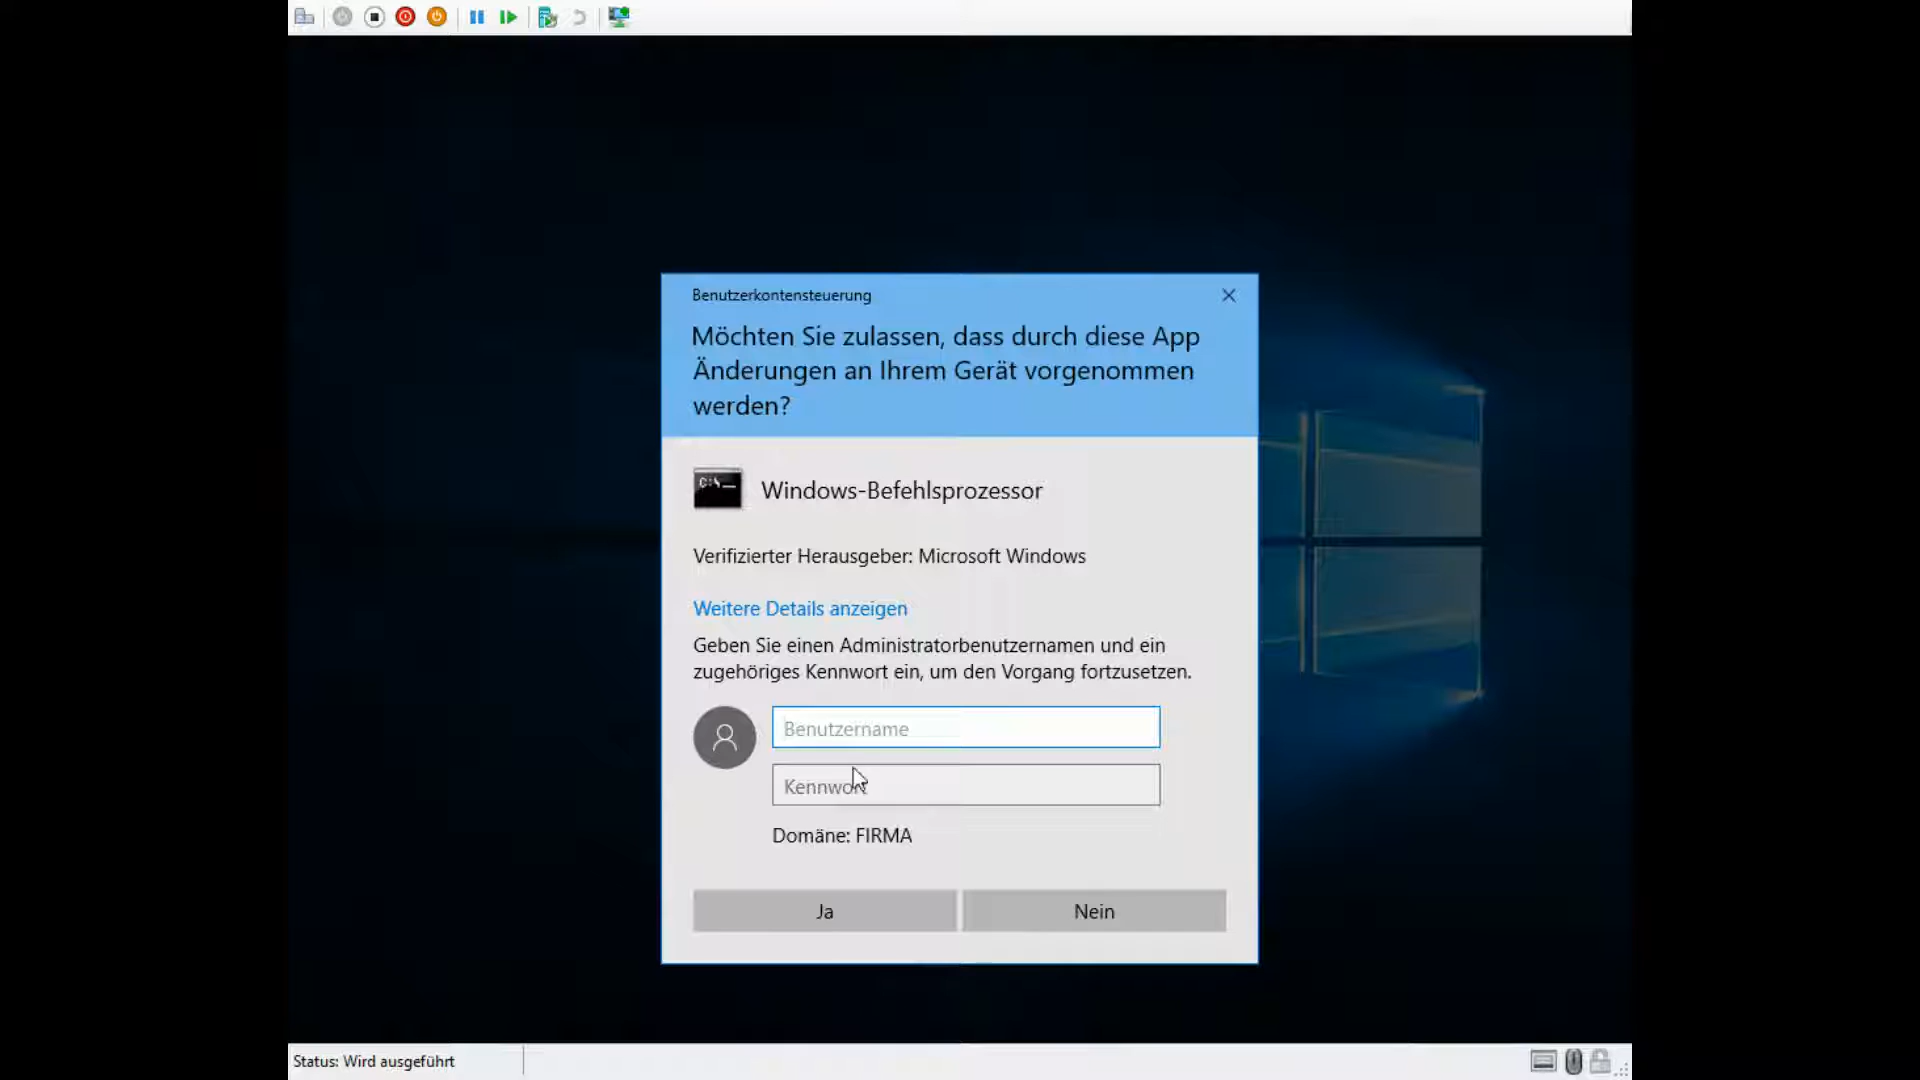 Benutzerkontensteuerung
Möchten Sie zulassen, dass durch diese App
Änderungen an Ihrem Gerät vorgenommen
werden?
C:\_
Windows-Befehlsprozessor
Verifizierter Herausgeber: Microsoft Windows
Weitere Details anzeigen
Geben Sie einen Administratorbenutzernamen und ein
zugehöriges Kennwort ein, um den Vorgang fortzusetzen.
Benutzername
Kennwort
Domäne: FIRMA
Ja
Nein
Status: Wird ausgeführt